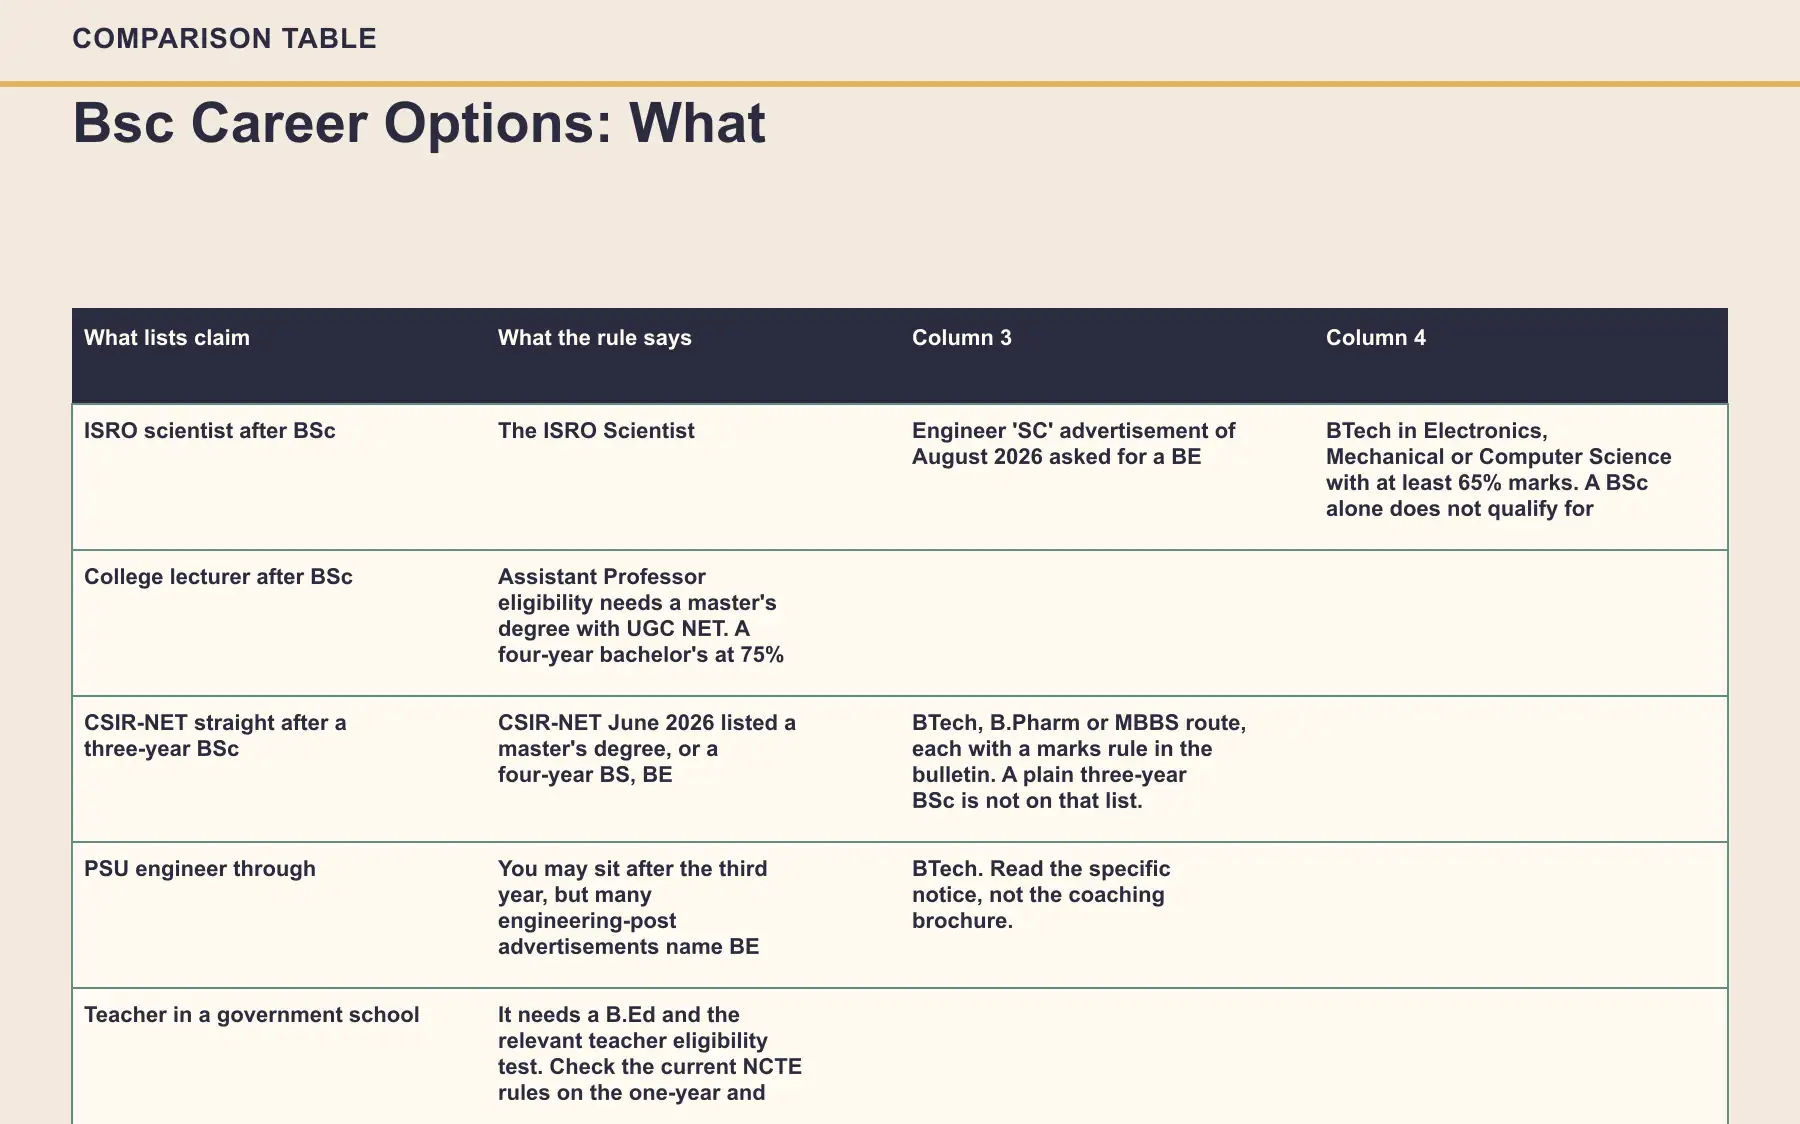 COMPARISON TABLE
Bsc Career Options: What
What lists claim
What the rule says
Column 3
Column 4
ISRO scientist after BSc
The ISRO Scientist
Engineer 'SC' advertisement of
August 2026 asked for a BE
BTech in Electronics,
Mechanical or Computer Science
with at least 65% marks. A BSc
alone does not qualify for
College lecturer after BSc
Assistant Professor
eligibility needs a master's
degree with UGC NET. A
four-year bachelor's at 75%
CSIR-NET straight after a
three-year BSc
CSIR-NET June 2026 listed a
master's degree, or a
four-year BS, BE
BTech, B.Pharm or MBBS route,
each with a marks rule in the
bulletin. A plain three-year
BSc is not on that list.
PSU engineer through
You may sit after the third
year, but many
engineering-post
advertisements name BE
BTech. Read the specific
notice, not the coaching
brochure.
Teacher in a government school
It needs a B.Ed and the
relevant teacher eligibility
test. Check the current NCTE
rules on the one-year and